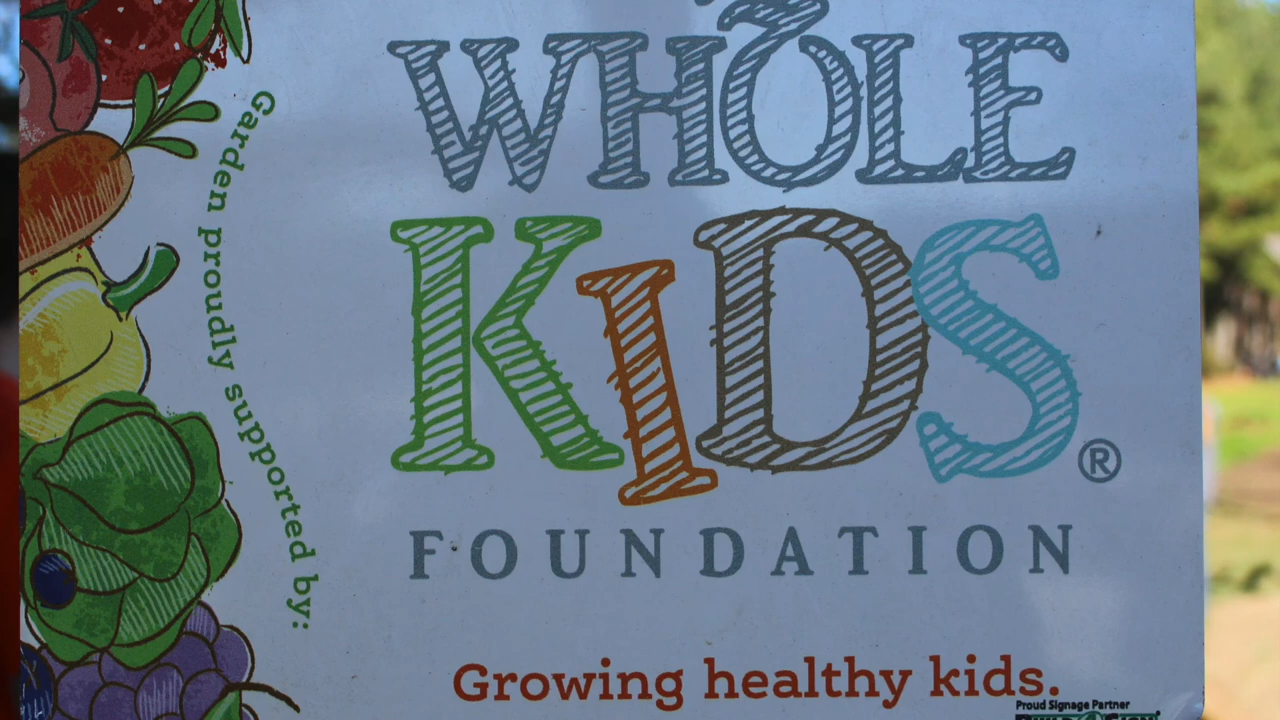 Garden proudly supported by:
WHOLE
KIDS®
FOUNDATION
Growing healthy kids.
Proud Signage Partner